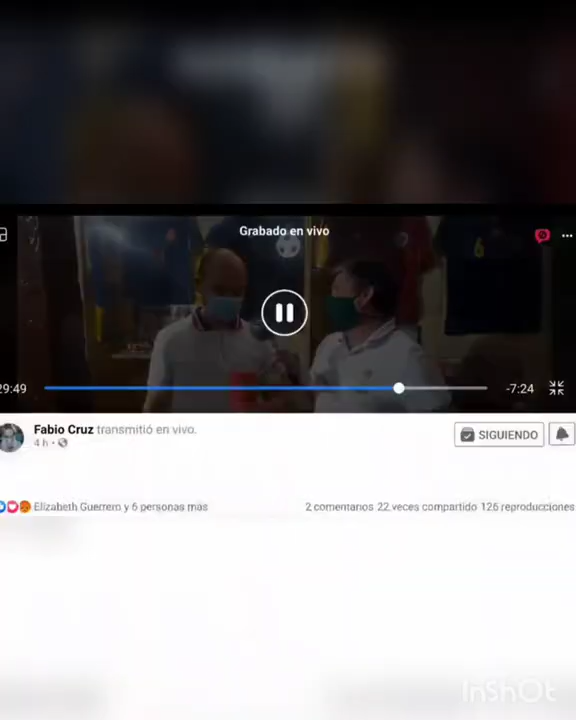 Grabado en vivo
6
29:49
-7:24
Fabio Cruz transmitió en vivo.
4 h
SIGUIENDO
Elizabeth Guerrero y 6 personas más
2 comentarios 22 veces compartido 126 reproducciones
InShOt